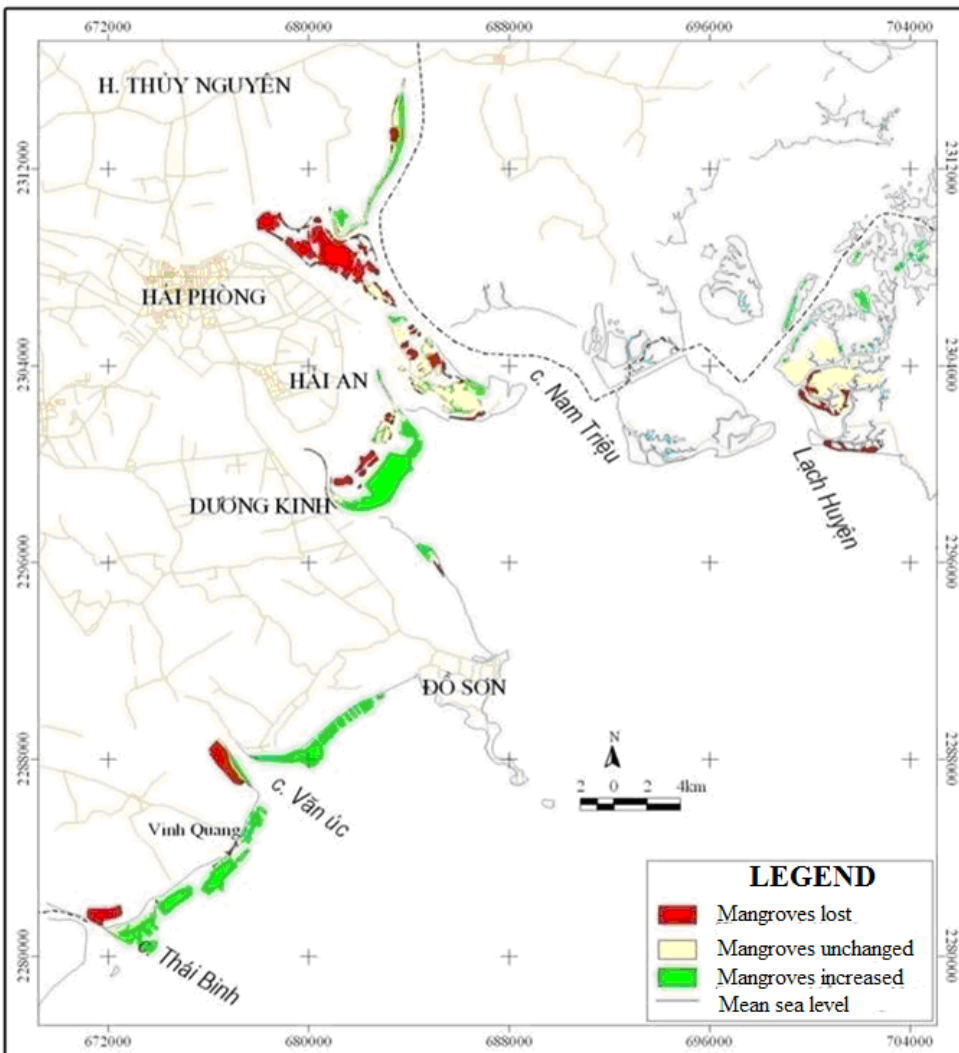 672000 680000 688000 696000 704000
H. THỦY NGUYÊN
2312000 2312000
HẢI PHÒNG
2304000 2304000
HẢI AN
c. Nam Triệu
Lạch Huyện
DƯƠNG KINH
2296000 2296000
ĐỒ SƠN
N
2288000 2288000
2 0 2 4km
c. Văn úc
Vinh Quang
LEGEND
Mangroves lost
Mangroves unchanged
c. Thái Bình
2280000 2280000
Mangroves increased
Mean sea level
672000 680000 688000 696000 704000